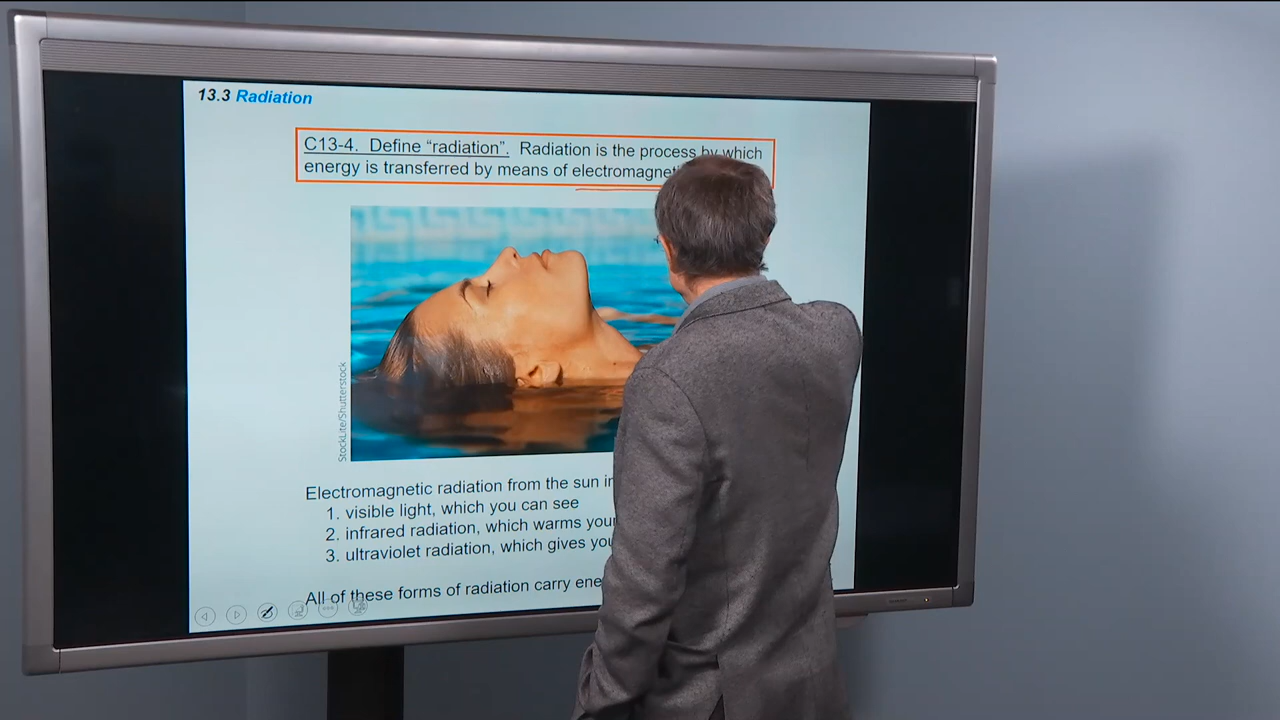 13.3 Radiation
C13-4. Define “radiation”. Radiation is the process by which
energy is transferred by means of
StockLite/Shutterstock
Electromagnetic radiation from the sun
1. visible light, which you can see
2. infrared radiation, which warms
3. ultraviolet radiation, which gives
All of these forms of radiation carry